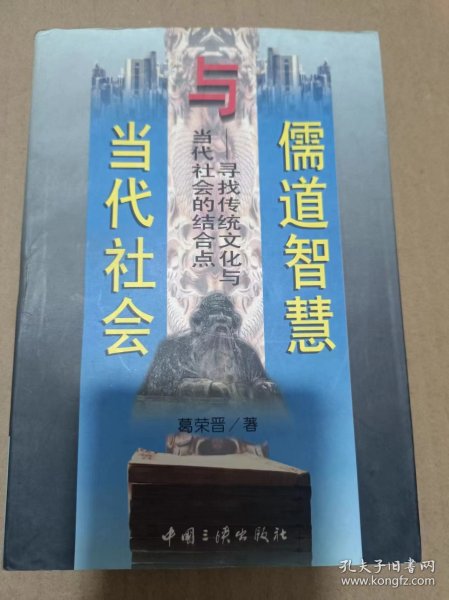 儒道智慧
与
当代社会
——寻找传统文化与
当代社会的结合点
葛荣晋/著
中国三峡出版社
孔夫子旧书网
www.kongfz.com